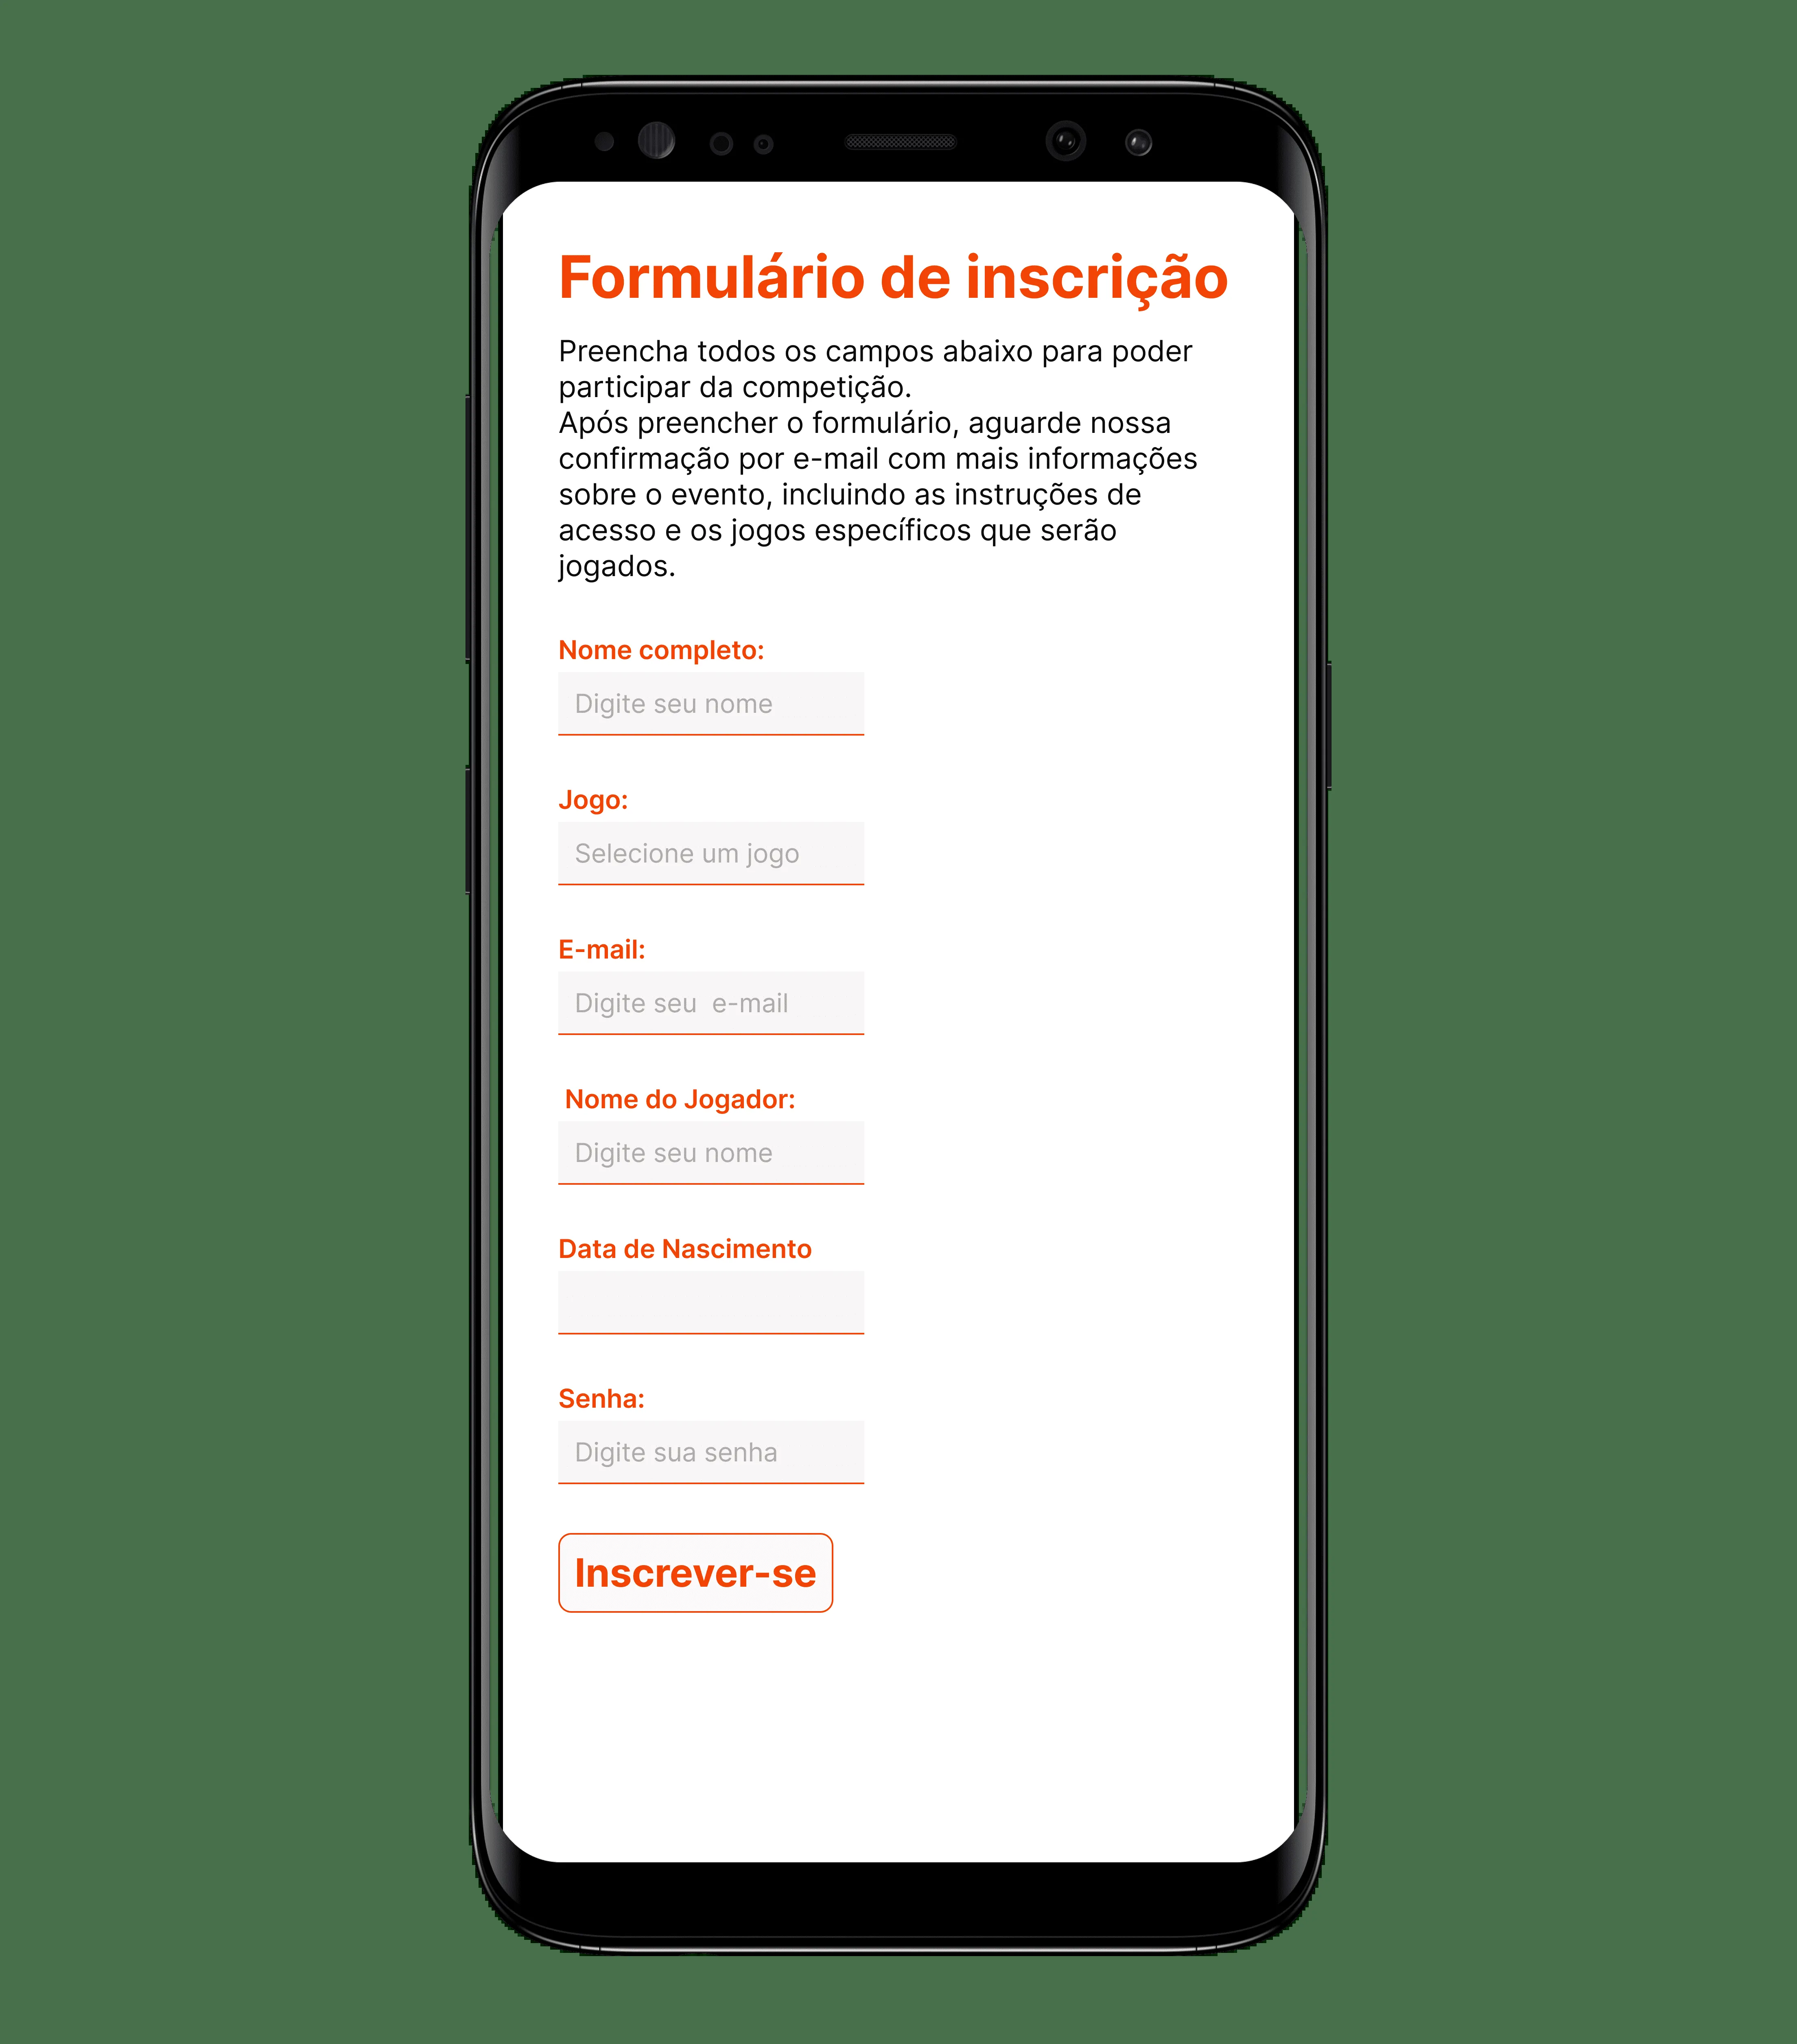 Formulário de inscrição
Preencha todos os campos abaixo para poder
participar da competição.
Após preencher o formulário, aguarde nossa
confirmação por e-mail com mais informações
sobre o evento, incluindo as instruções de
acesso e os jogos específicos que serão
jogados.
Nome completo:
Digite seu nome
Jogo:
Selecione um jogo
E-mail:
Digite seu  e-mail
Nome do Jogador:
Digite seu nome
Data de Nascimento
Senha:
Digite sua senha
Inscrever-se